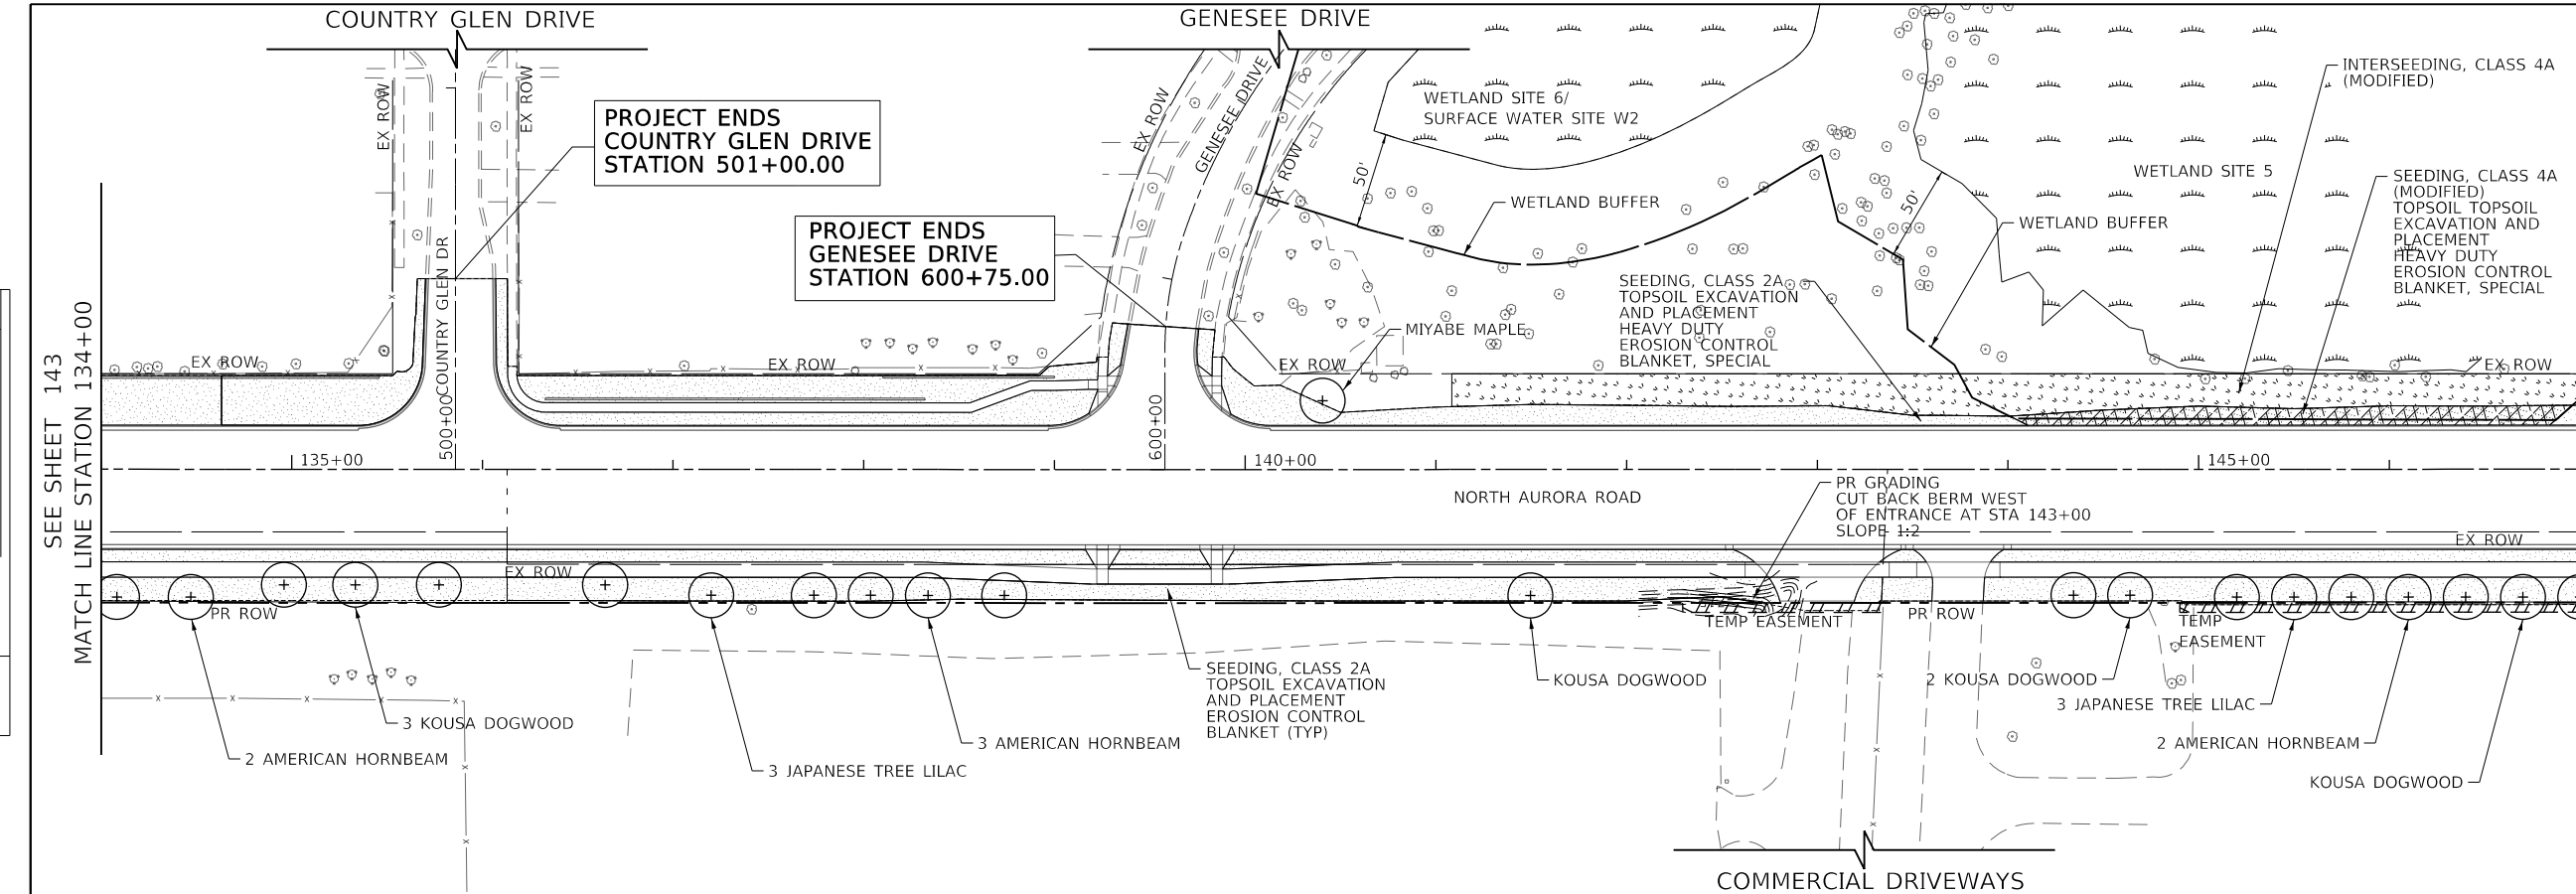 COUNTRY GLEN DRIVE
GENESEE DRIVE
EX ROW
EX ROW
PROJECT ENDS
COUNTRY GLEN DRIVE
STATION 501+00.00
COUNTRY GLEN DR
500+00
PROJECT ENDS
GENESEE DRIVE
STATION 600+75.00
EX ROW
GENESEE DRIVE
EX ROW
600+00
WETLAND SITE 6/
SURFACE WATER SITE W2
50'
WETLAND BUFFER
50'
WETLAND SITE 5
WETLAND BUFFER
INTERSEEDING, CLASS 4A
(MODIFIED)
SEEDING, CLASS 4A
(MODIFIED)
TOPSOIL TOPSOIL
EXCAVATION AND
PLACEMENT
HEAVY DUTY
EROSION CONTROL
BLANKET, SPECIAL
SEEDING, CLASS 2A
TOPSOIL EXCAVATION
AND PLACEMENT
HEAVY DUTY
EROSION CONTROL
BLANKET, SPECIAL
MIYABE MAPLE
EX ROW
EX ROW
EX ROW
EX ROW
SEE SHEET 143
MATCH LINE STATION 134+00
135+00
140+00
145+00
NORTH AURORA ROAD
PR GRADING
CUT BACK BERM WEST
OF ENTRANCE AT STA 143+00
SLOPE 1:2
EX ROW
EX ROW
PR ROW
TEMP EASEMENT
PR ROW
TEMP
EASEMENT
SEEDING, CLASS 2A
TOPSOIL EXCAVATION
AND PLACEMENT
EROSION CONTROL
BLANKET (TYP)
KOUSA DOGWOOD
2 KOUSA DOGWOOD
3 JAPANESE TREE LILAC
3 KOUSA DOGWOOD
2 AMERICAN HORNBEAM
3 AMERICAN HORNBEAM
3 JAPANESE TREE LILAC
2 AMERICAN HORNBEAM
KOUSA DOGWOOD
COMMERCIAL DRIVEWAYS